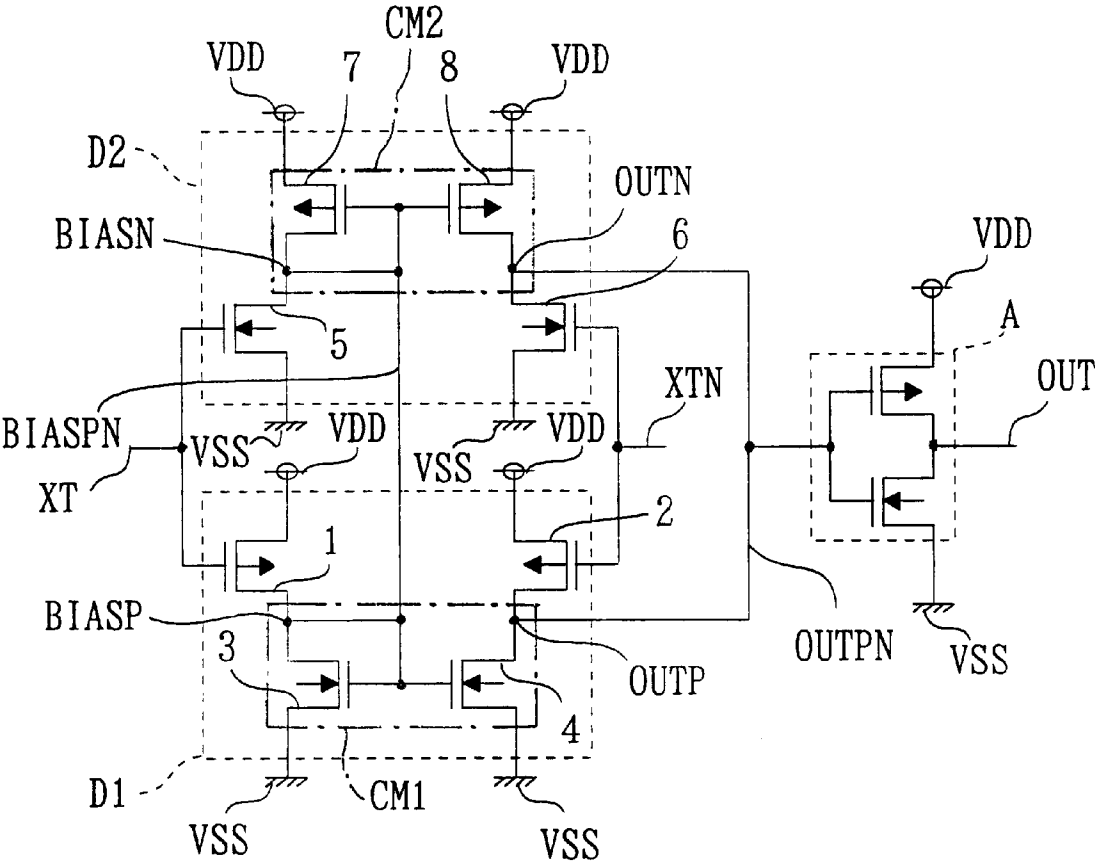 CM2
VDD
7
8
VDD
D2
OUTN
BIASN
6
VDD
5
A
XTN
OUT
BIASPN
VSS
VDD
VSS
VDD
XT
2
1
BIASP
3
OUTP
OUTPN
VSS
4
D1
CM1
VSS
VSS